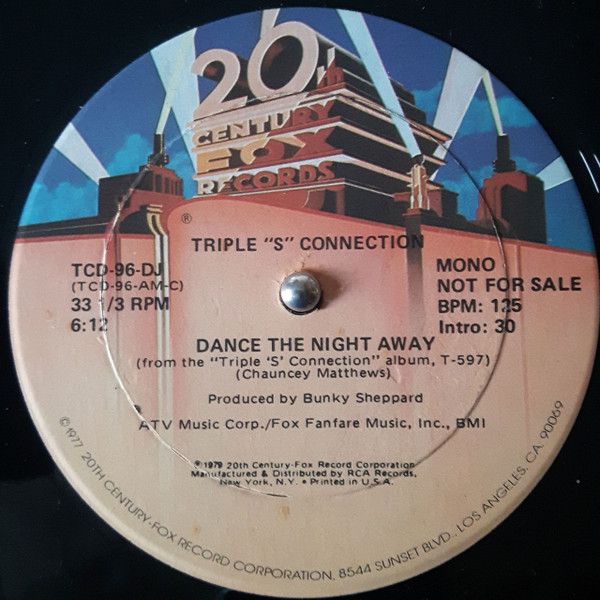 20th
CENTURY
FOX
RECORDS
®
TRIPLE "S" CONNECTION
TCD-96-DJ
(TCD-96-AM-C)
33 1/3 RPM
6:12
MONO
NOT FOR SALE
BPM: 125
Intro: 30
DANCE THE NIGHT AWAY
(from the "Triple 'S' Connection" album, T-597)
(Chauncey Matthews)
Produced by Bunky Sheppard
ATV Music Corp./Fox Fanfare Music, Inc., BMI
℗1979 20th Century-Fox Record Corporation
Manufactured & Distributed by RCA Records,
New York, N.Y. • Printed in U.S.A.
©1977 20TH CENTURY-FOX RECORD CORPORATION, 8544 SUNSET BLVD., LOS ANGELES, CA. 90069